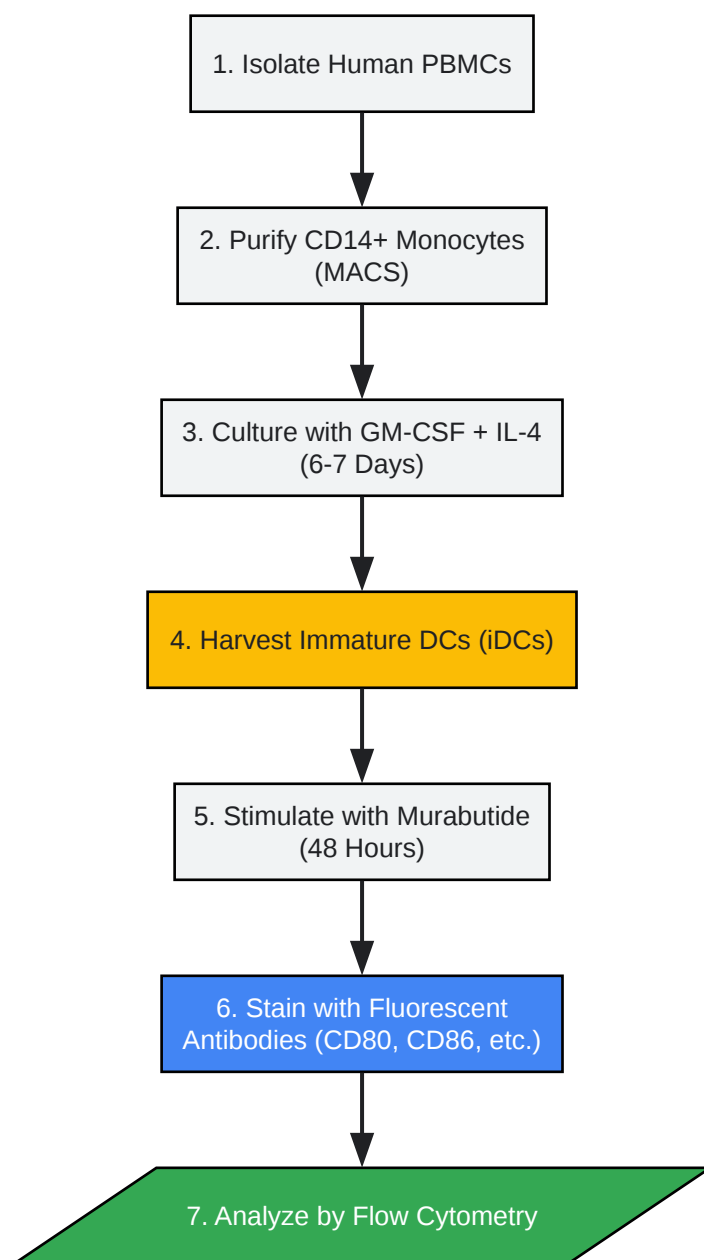 1. Isolate Human PBMCs
2. Purify CD14+ Monocytes
(MACS)
3. Culture with GM-CSF + IL-4
(6-7 Days)
4. Harvest Immature DCs (iDCs)
5. Stimulate with Murabutide
(48 Hours)
6. Stain with Fluorescent
Antibodies (CD80, CD86, etc.)
7. Analyze by Flow Cytometry